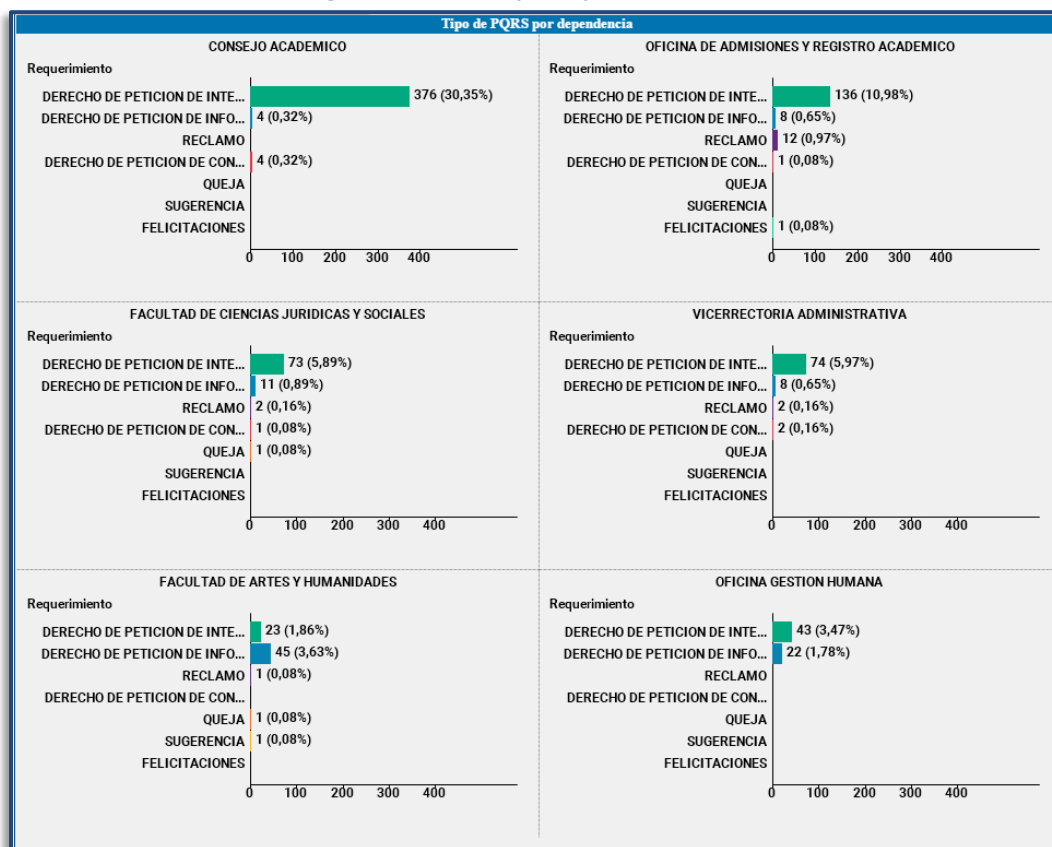 Tipo de PQRS por dependencia
CONSEJO ACADEMICO
Requerimiento
DERECHO DE PETICION DE INTE... 376 (30,35%)
DERECHO DE PETICION DE INFO... 4 (0,32%)
RECLAMO
DERECHO DE PETICION DE CON... 4 (0,32%)
QUEJA
SUGERENCIA
FELICITACIONES
0 100 200 300 400
OFICINA DE ADMISIONES Y REGISTRO ACADEMICO
Requerimiento
DERECHO DE PETICION DE INTE... 136 (10,98%)
DERECHO DE PETICION DE INFO... 8 (0,65%)
RECLAMO 12 (0,97%)
DERECHO DE PETICION DE CON... 1 (0,08%)
QUEJA
SUGERENCIA
FELICITACIONES 1 (0,08%)
0 100 200 300 400
FACULTAD DE CIENCIAS JURIDICAS Y SOCIALES
Requerimiento
DERECHO DE PETICION DE INTE... 73 (5,89%)
DERECHO DE PETICION DE INFO... 11 (0,89%)
RECLAMO 2 (0,16%)
DERECHO DE PETICION DE CON... 1 (0,08%)
QUEJA 1 (0,08%)
SUGERENCIA
FELICITACIONES
0 100 200 300 400
VICERRECTORIA ADMINISTRATIVA
Requerimiento
DERECHO DE PETICION DE INTE... 74 (5,97%)
DERECHO DE PETICION DE INFO... 8 (0,65%)
RECLAMO 2 (0,16%)
DERECHO DE PETICION DE CON... 2 (0,16%)
QUEJA
SUGERENCIA
FELICITACIONES
0 100 200 300 400
FACULTAD DE ARTES Y HUMANIDADES
Requerimiento
DERECHO DE PETICION DE INTE... 23 (1,86%)
DERECHO DE PETICION DE INFO... 45 (3,63%)
RECLAMO 1 (0,08%)
DERECHO DE PETICION DE CON...
QUEJA 1 (0,08%)
SUGERENCIA 1 (0,08%)
FELICITACIONES
0 100 200 300 400
OFICINA GESTION HUMANA
Requerimiento
DERECHO DE PETICION DE INTE... 43 (3,47%)
DERECHO DE PETICION DE INFO... 22 (1,78%)
RECLAMO
DERECHO DE PETICION DE CON...
QUEJA
SUGERENCIA
FELICITACIONES
0 100 200 300 400